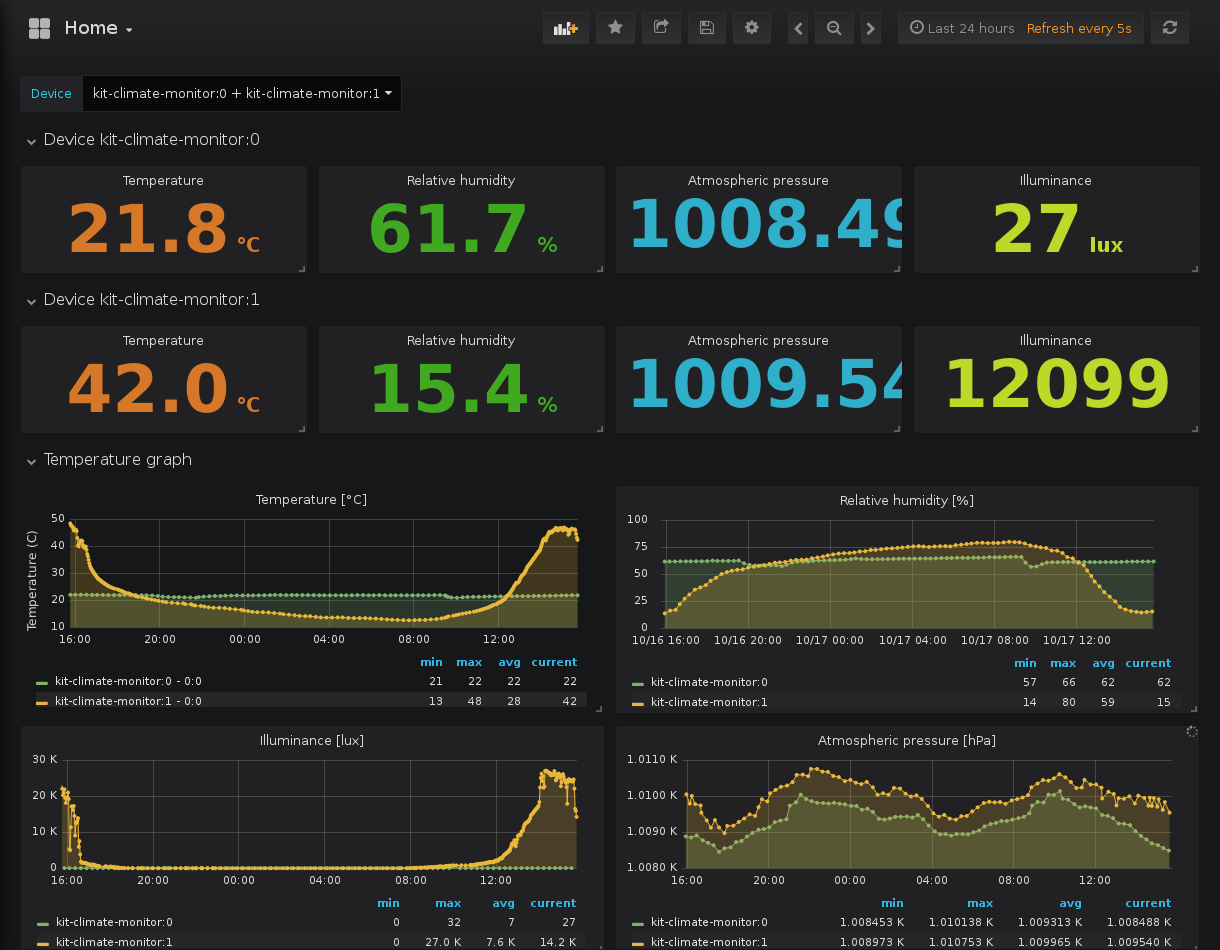 Home
Last 24 hours Refresh every 5s
Device kit-climate-monitor:0 + kit-climate-monitor:1
Device kit-climate-monitor:0
Temperature Relative humidity Atmospheric pressure Illuminance
21.8 °C 61.7 % 1008.49 27 lux
Device kit-climate-monitor:1
Temperature Relative humidity Atmospheric pressure Illuminance
42.0 °C 15.4 % 1009.54 12099
Temperature graph
Temperature [°C]
Temperature (C)
50
40
30
20
10
16:00 20:00 00:00 04:00 08:00 12:00
min max avg current
kit-climate-monitor:0 - 0:0 21 22 22 22
kit-climate-monitor:1 - 0:0 13 48 28 42
Relative humidity [%]
100
75
50
25
0
10/16 16:00 10/16 20:00 10/17 00:00 10/17 04:00 10/17 08:00 10/17 12:00
min max avg current
kit-climate-monitor:0 57 66 62 62
kit-climate-monitor:1 14 80 59 15
Illuminance [lux]
30 K
20 K
10 K
0
16:00 20:00 00:00 04:00 08:00 12:00
min max avg current
kit-climate-monitor:0 0 32 7 27
kit-climate-monitor:1 0 27.0 K 7.6 K 14.2 K
Atmospheric pressure [hPa]
1.0110 K
1.0100 K
1.0090 K
1.0080 K
16:00 20:00 00:00 04:00 08:00 12:00
min max avg current
kit-climate-monitor:0 1.008453 K 1.010138 K 1.009313 K 1.008488 K
kit-climate-monitor:1 1.008973 K 1.010753 K 1.009965 K 1.009540 K